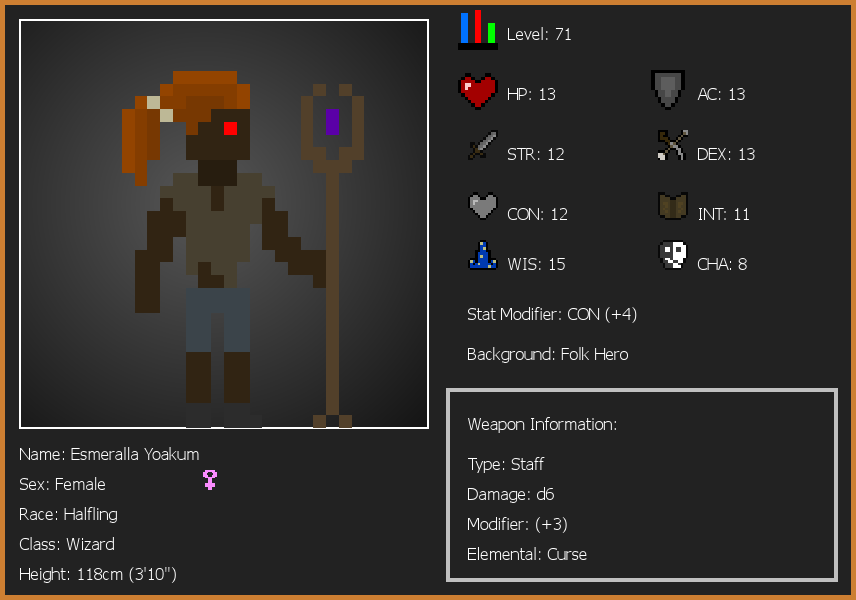 Level: 71
HP: 13
AC: 13
STR: 12
DEX: 13
CON: 12
INT: 11
WIS: 15
CHA: 8
Stat Modifier: CON (+4)
Background: Folk Hero
Weapon Information:
Type: Staff
Damage: d6
Modifier: (+3)
Elemental: Curse
Name: Esmeralla Yoakum
Sex: Female
Race: Halfling
Class: Wizard
Height: 118cm (3'10")